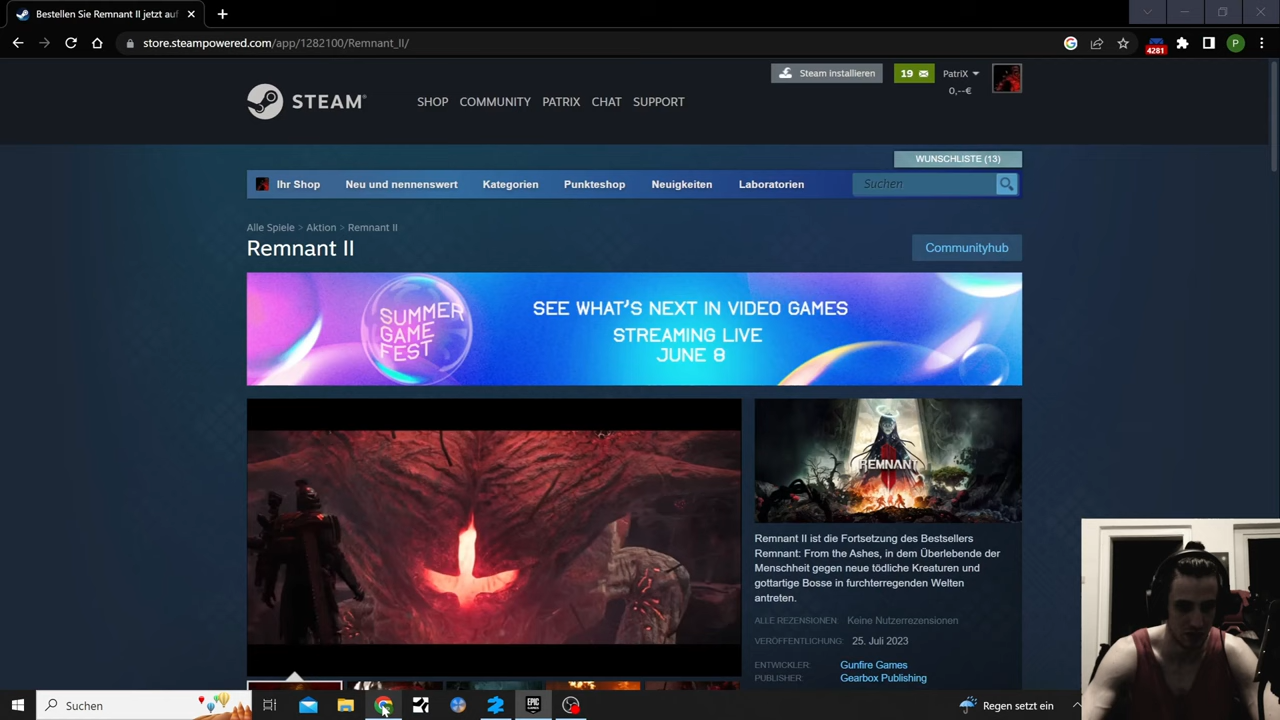 Bestellen Sie Remnant II jetzt auf
store.steampowered.com/app/1282100/Remnant_II/
4281
P
Steam installieren
19
PatriX
0,--€
STEAM®
SHOP
COMMUNITY
PATRIX
CHAT
SUPPORT
WUNSCHLISTE (13)
Ihr Shop
Neu und nennenswert
Kategorien
Punkteshop
Neuigkeiten
Laboratorien
Suchen
Alle Spiele > Aktion > Remnant II
Remnant II
Communityhub
SUMMER
GAME
FEST
SEE WHAT'S NEXT IN VIDEO GAMES
STREAMING LIVE
JUNE 8
REMNANT II
Remnant II ist die Fortsetzung des Bestsellers
Remnant: From the Ashes, in dem Überlebende der
Menschheit gegen neue tödliche Kreaturen und
gottartige Bosse in furchterregenden Welten
antreten.
ALLE REZENSIONEN: Keine Nutzerrezensionen
VERÖFFENTLICHUNG: 25. Juli 2023
ENTWICKLER: Gunfire Games
PUBLISHER: Gearbox Publishing
Suchen
EPIC
Regen setzt ein